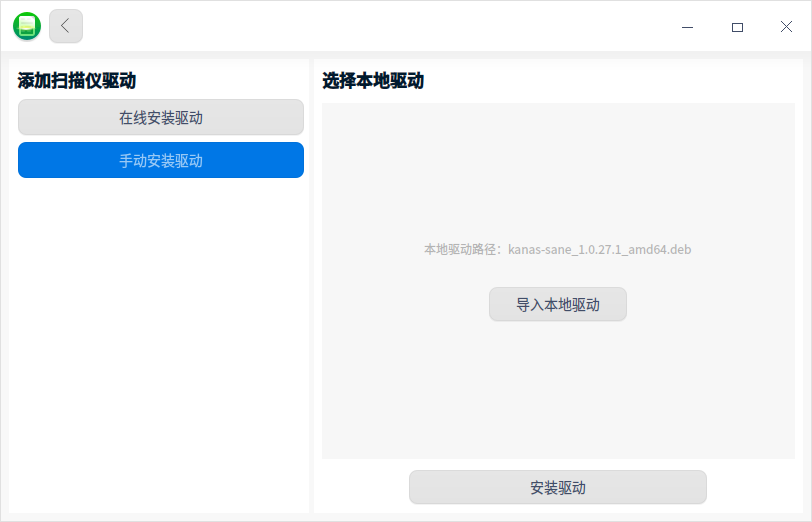 添加扫描仪驱动
在线安装驱动
手动安装驱动
选择本地驱动
本地驱动路径：kanas-sane_1.0.27.1_amd64.deb
导入本地驱动
安装驱动